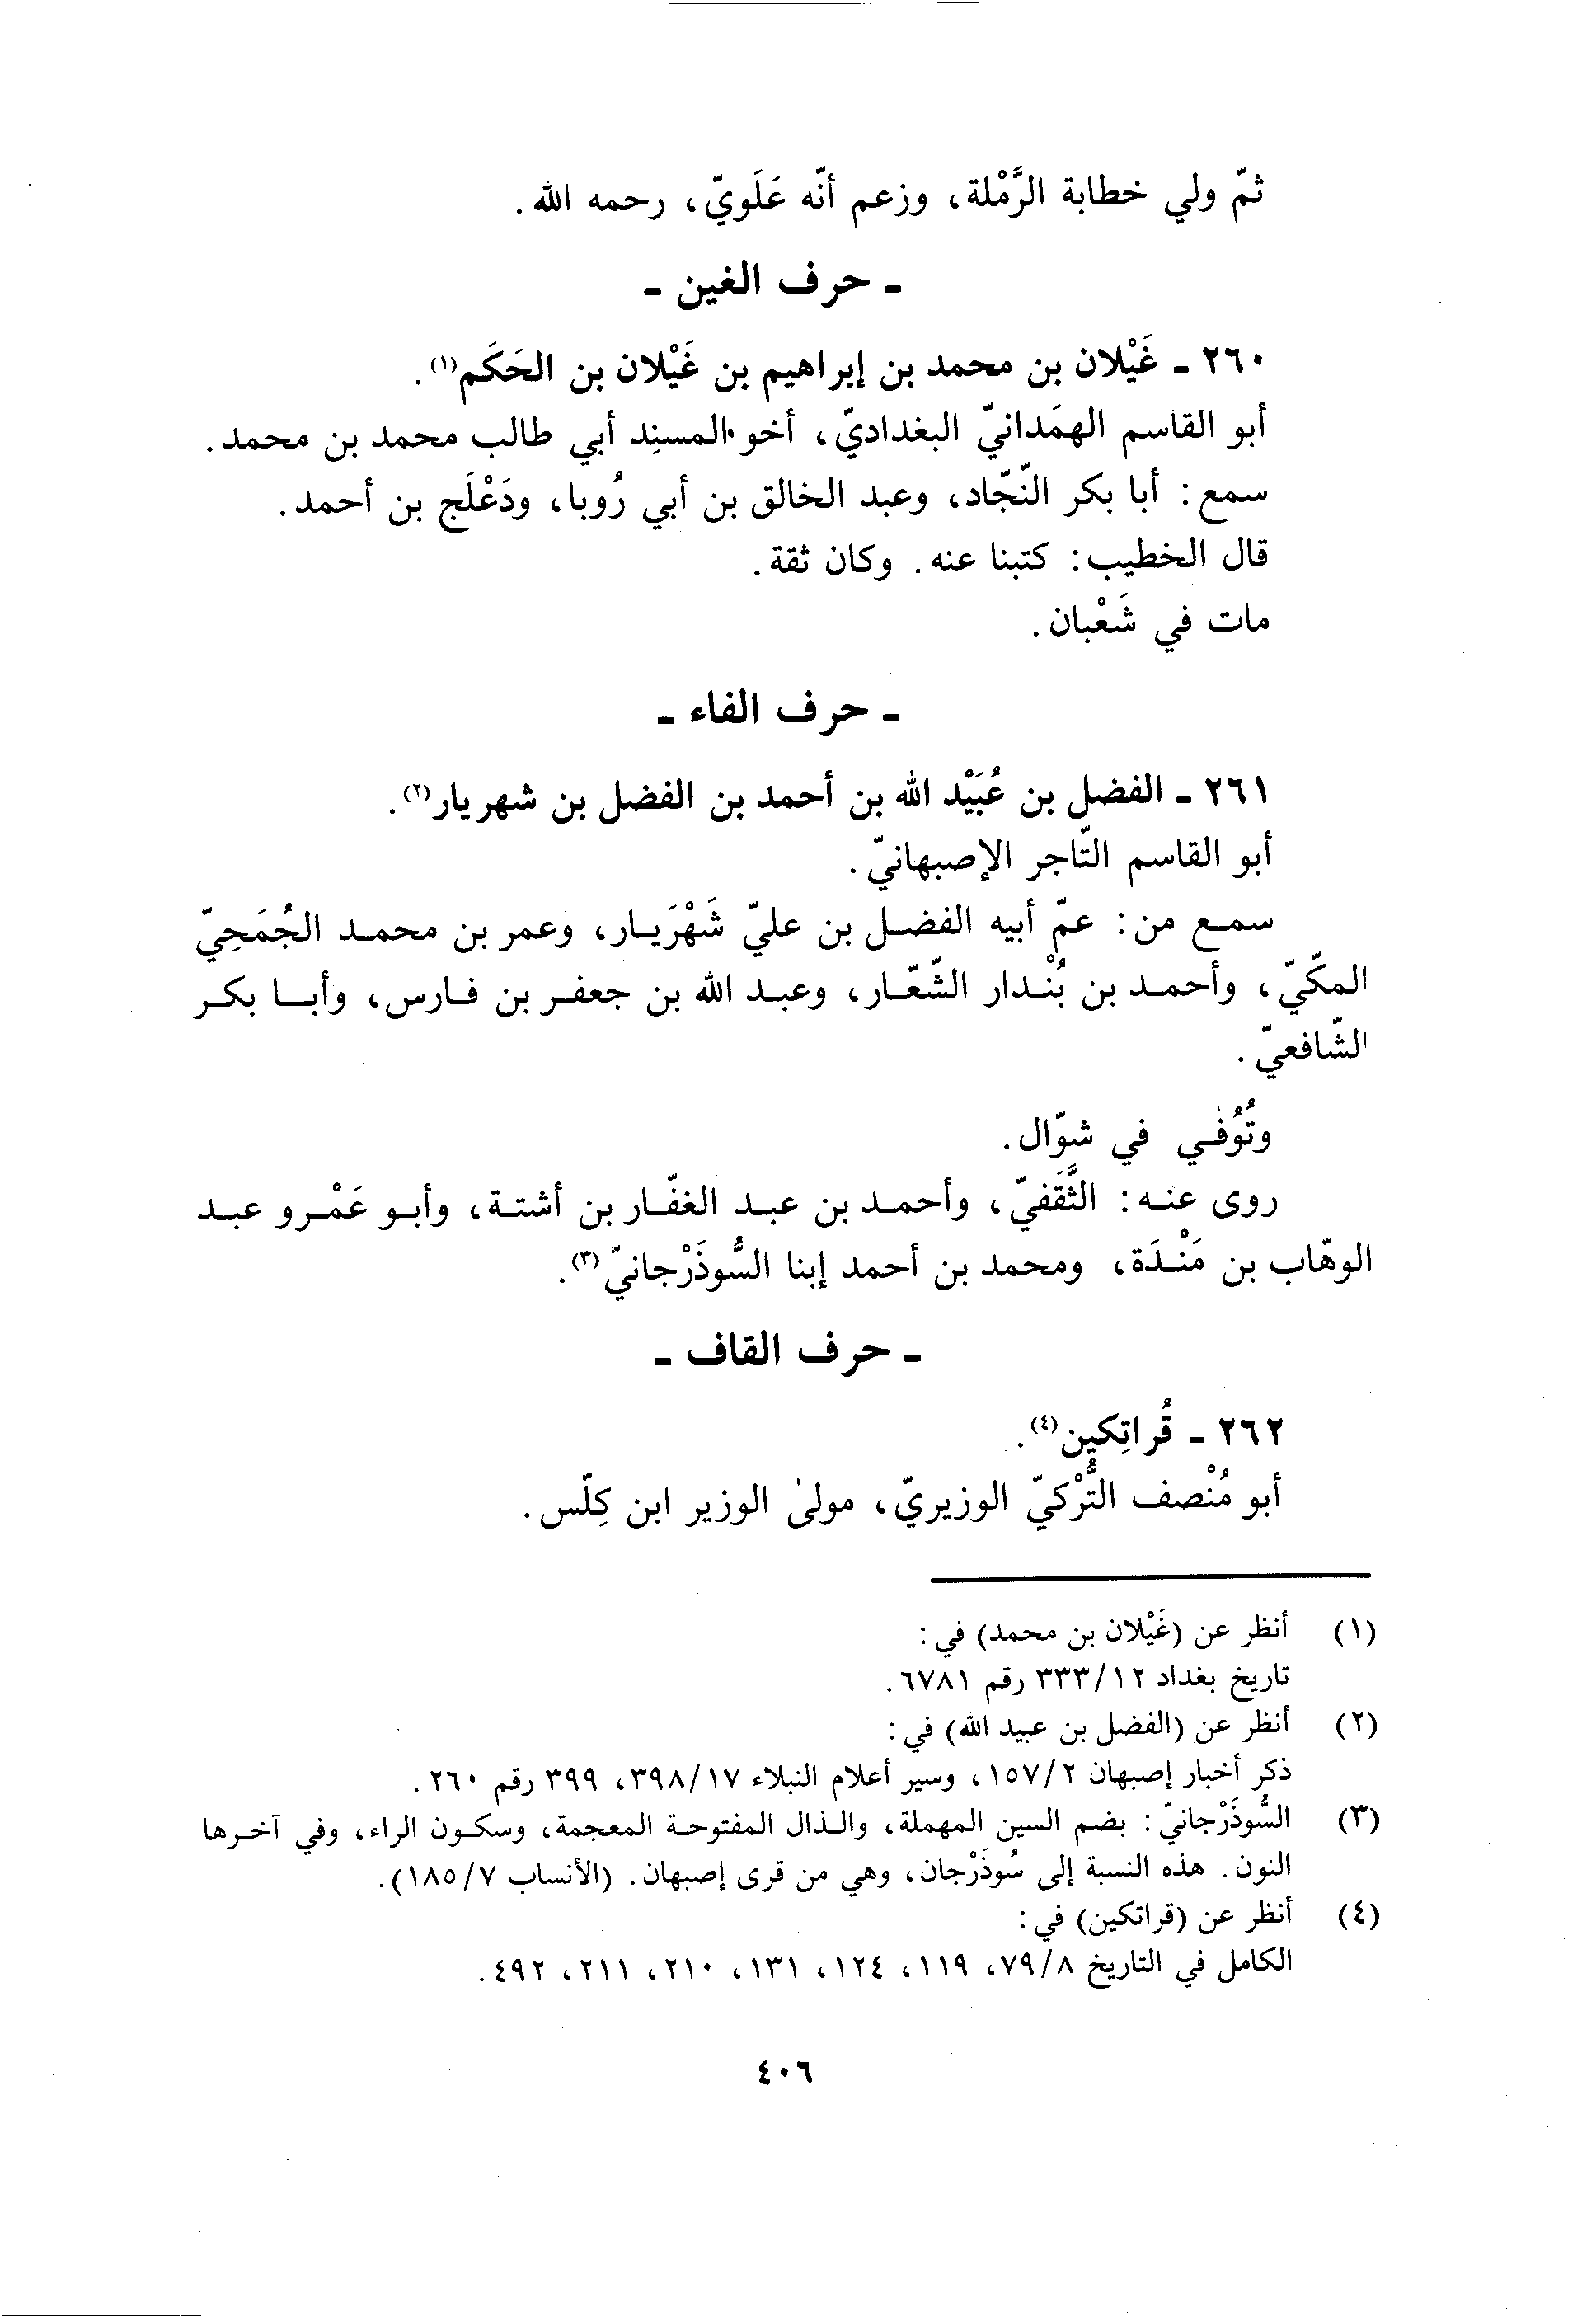 ثمّ ولي خطابة الرَّمْلة، وزعم أنّه عَلَويّ، رحمه الله.
ـ حرف الغين ـ
٢٦٠ ـ غَيْلان بن محمد بن إبراهيم بن غَيْلان بن الحَكَم(١).
أبو القاسم الهمَدانيّ البغداديّ، أخو المسنِد أبي طالب محمد بن محمد.
سمع: أبا بكر النّجّاد، وعبد الخالق بن أبي رُوبا، ودَعْلَج بن أحمد.
قال الخطيب: كتبنا عنه. وكان ثقة.
مات في شَعْبان.
ـ حرف الفاء ـ
٢٦١ ـ الفضل بن عُبَيْد الله بن أحمد بن الفضل بن شهريار(٢).
أبو القاسم التّاجر الإصبهانيّ.
سمع من: عمّ أبيه الفضل بن عليّ شَهْرَيار، وعمر بن محمد الجُمَحِيّ
المكّيّ، وأحمد بن بُنْدار الشّعّار، وعبد الله بن جعفر بن فارس، وأبا بكر
الشّافعيّ.
وتُوُفي في شوّال.
روى عنه: الثَّقَفيّ، وأحمد بن عبد الغفّار بن أشتة، وأبو عَمْرو عبد
الوهّاب بن مَنْدَة، ومحمد بن أحمد إبنا السُّوذَرْجانيّ(٣).
ـ حرف القاف ـ
٢٦٢ ـ قُراتِكين(٤).
أبو مُنْصف التُّرْكيّ الوزيريّ، مولىٰ الوزير ابن كِلّس.
(١) أنظر عن (غَيْلان بن محمد) في:
تاريخ بغداد ١٢/ ٣٣٣ رقم ٦٧٨١.
(٢) أنظر عن (الفضل بن عبيد الله) في:
ذكر أخبار إصبهان ٢/ ١٥٧، وسير أعلام النبلاء ١٧/ ٣٩٨، ٣٩٩ رقم ٢٦٠.
(٣) السُّوذَرْجانيّ: بضم السين المهملة، والذال المفتوحة المعجمة، وسكون الراء، وفي آخرها
النون. هذه النسبة إلى سُوذَرْجان، وهي من قرى إصبهان. (الأنساب ٧/ ١٨٥).
(٤) أنظر عن (قراتكين) في:
الكامل في التاريخ ٨/ ٧٩، ١١٩، ١٢٤، ١٣١، ٢١٠، ٢١١، ٤٩٢.
٤٠٦